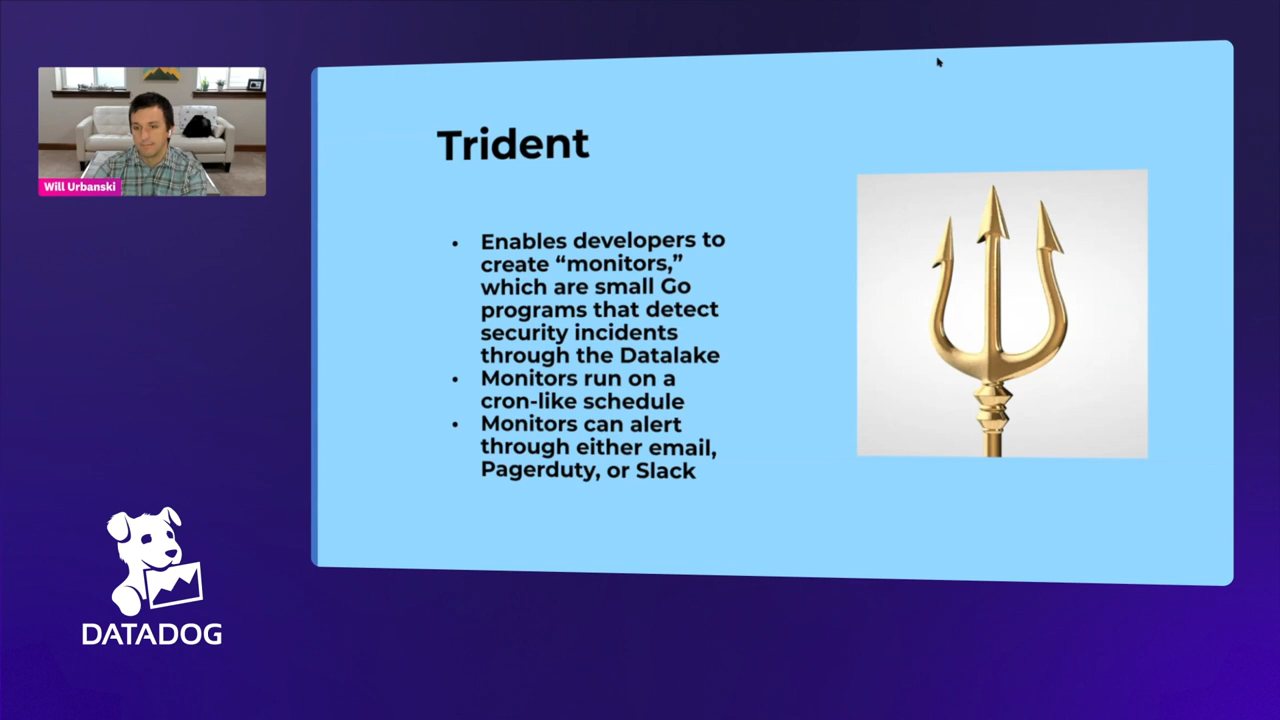 Will Urbanski
DATADOG
Trident
• Enables developers to
create “monitors,”
which are small Go
programs that detect
security incidents
through the Datalake
• Monitors run on a
cron-like schedule
• Monitors can alert
through either email,
Pagerduty, or Slack